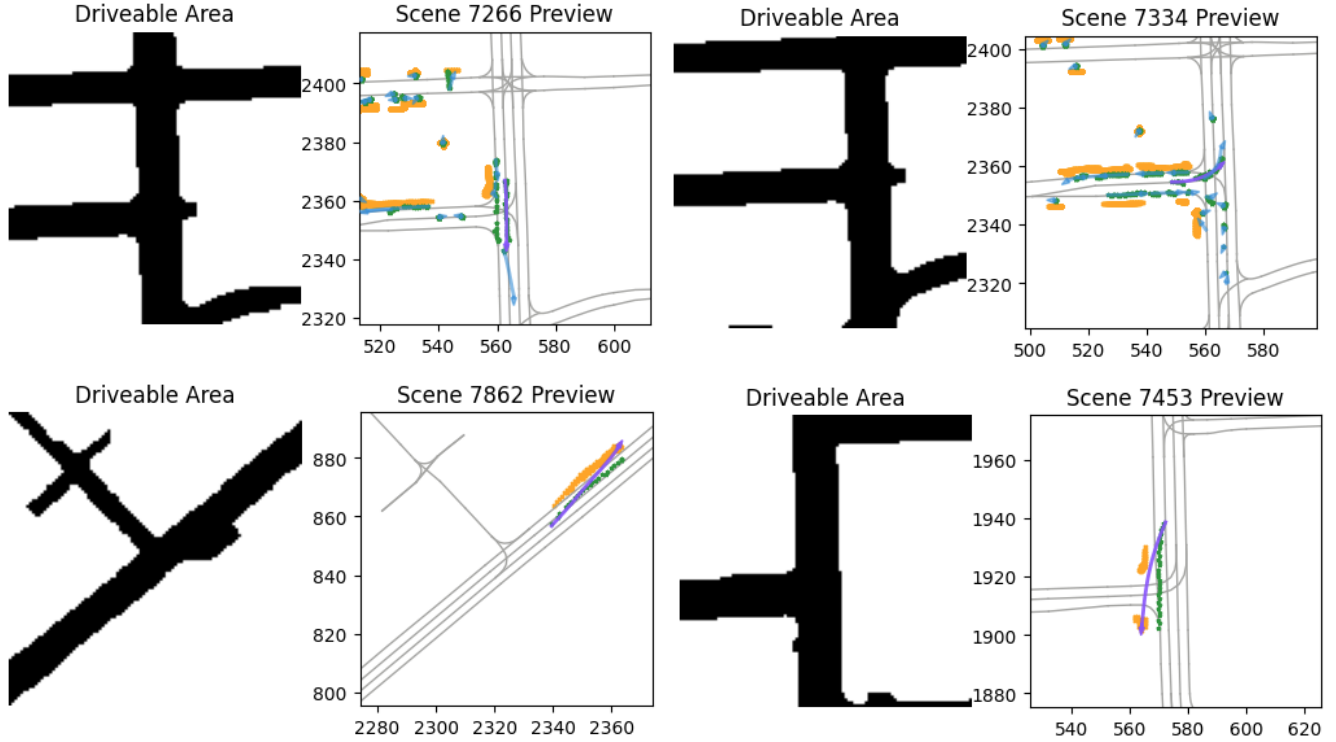 Driveable Area
Scene 7266 Preview
2400
2380
2360
2340
2320
520 540 560 580 600
Driveable Area
Scene 7334 Preview
2400
2380
2360
2340
2320
500 520 540 560 580
Driveable Area
Scene 7862 Preview
880
860
840
820
800
2280 2300 2320 2340 2360
Driveable Area
Scene 7453 Preview
1960
1940
1920
1900
1880
540 560 580 600 620